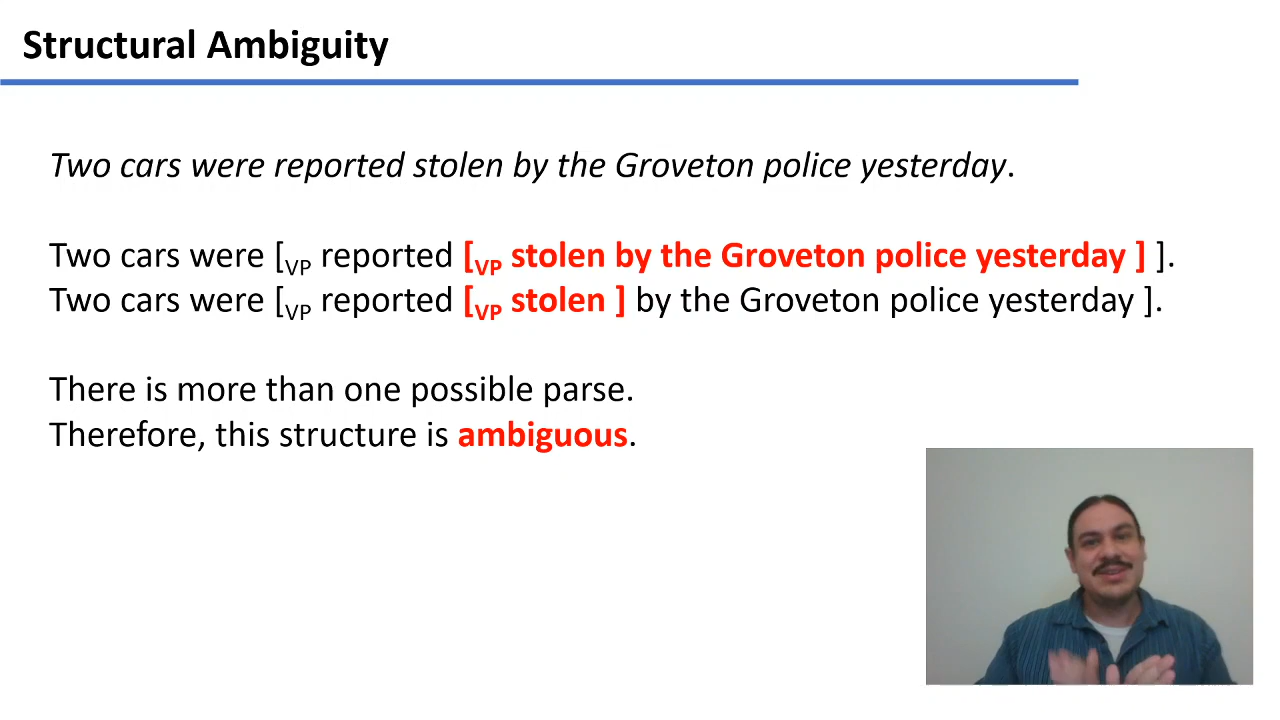 Structural Ambiguity
Two cars were reported stolen by the Groveton police yesterday.
Two cars were [VP reported [VP stolen by the Groveton police yesterday ] ].
Two cars were [VP reported [VP stolen ] by the Groveton police yesterday ].
There is more than one possible parse.
Therefore, this structure is ambiguous.